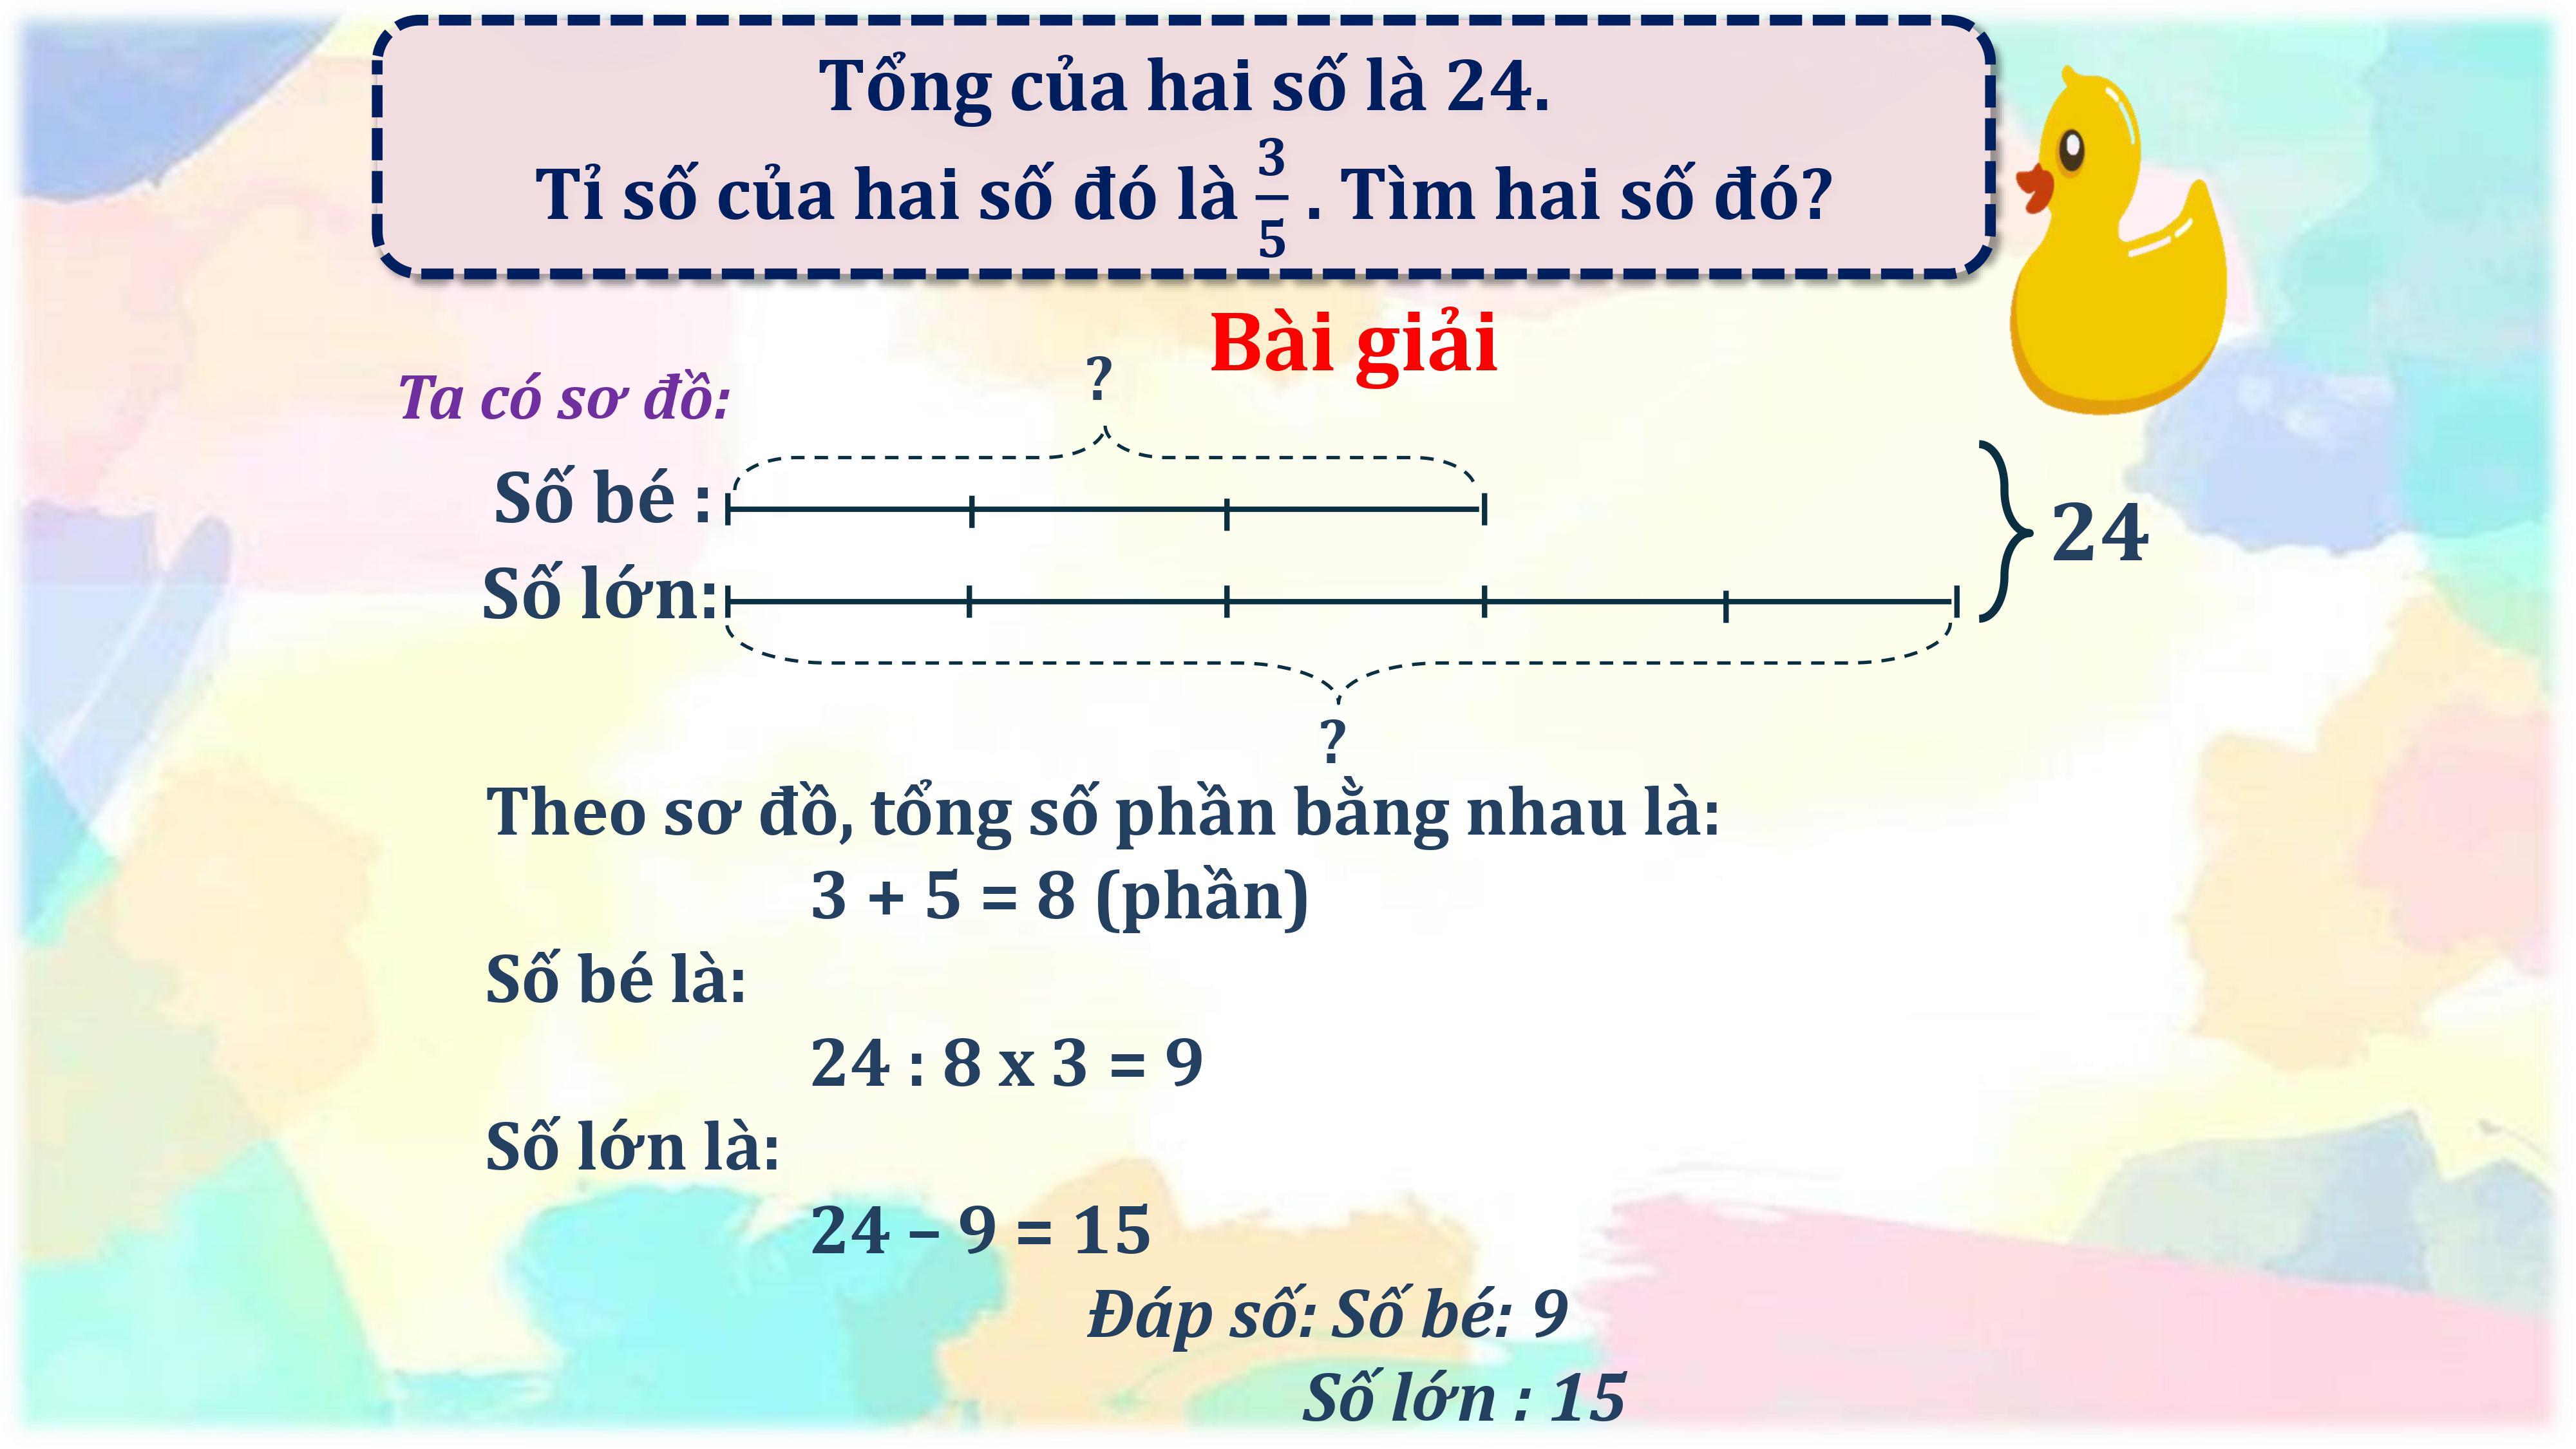 Tổng của hai số là 24.
Tỉ số của hai số đó là 3/5 . Tìm hai số đó?
Bài giải
Ta có sơ đồ:
?
Số bé :
24
Số lớn:
?
Theo sơ đồ, tổng số phần bằng nhau là:
3 + 5 = 8 (phần)
Số bé là:
24 : 8 x 3 = 9
Số lớn là:
24 – 9 = 15
Đáp số: Số bé: 9
Số lớn : 15